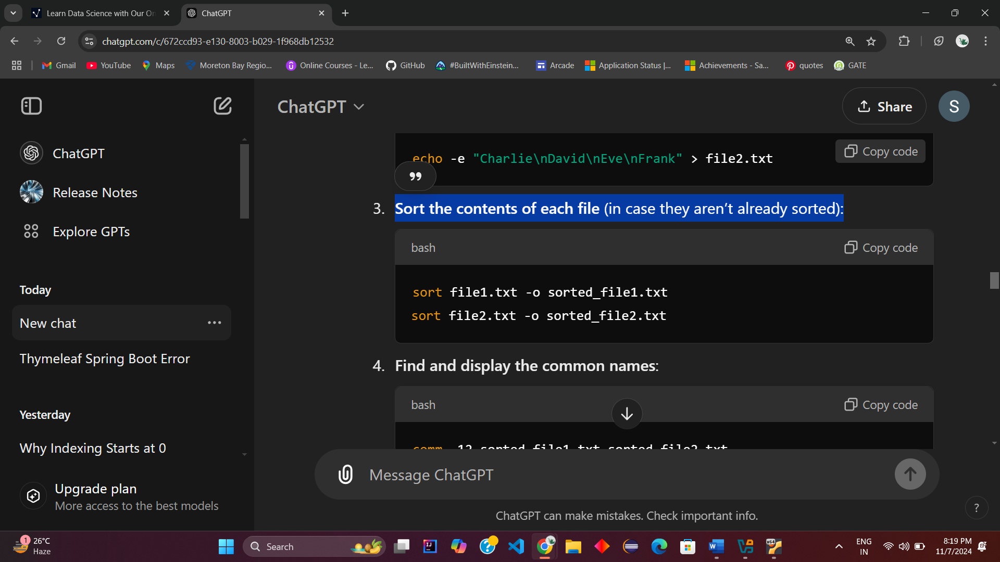 Learn Data Science with Our On
ChatGPT
chatgpt.com/c/672ccd93-e130-8003-b029-1f968db12532
Gmail
YouTube
Maps
Moreton Bay Regio...
Online Courses - Le...
GitHub
#BuiltWithEinstein...
Arcade
Application Status |...
Achievements - Sa...
quotes
GATE
ChatGPT
Share
S
ChatGPT
Release Notes
Explore GPTs
Today
New chat
Thymeleaf Spring Boot Error
Yesterday
Why Indexing Starts at 0
Upgrade plan
More access to the best models
echo -e "Charlie\nDavid\nEve\nFrank" > file2.txt
Copy code
3. Sort the contents of each file (in case they aren’t already sorted):
bash
Copy code
sort file1.txt -o sorted_file1.txt
sort file2.txt -o sorted_file2.txt
4. Find and display the common names:
bash
Copy code
comm -12 sorted_file1.txt sorted_file2.txt
Message ChatGPT
ChatGPT can make mistakes. Check important info.
?
1
26°C
Haze
Search
ENG
IN
8:19 PM
11/7/2024